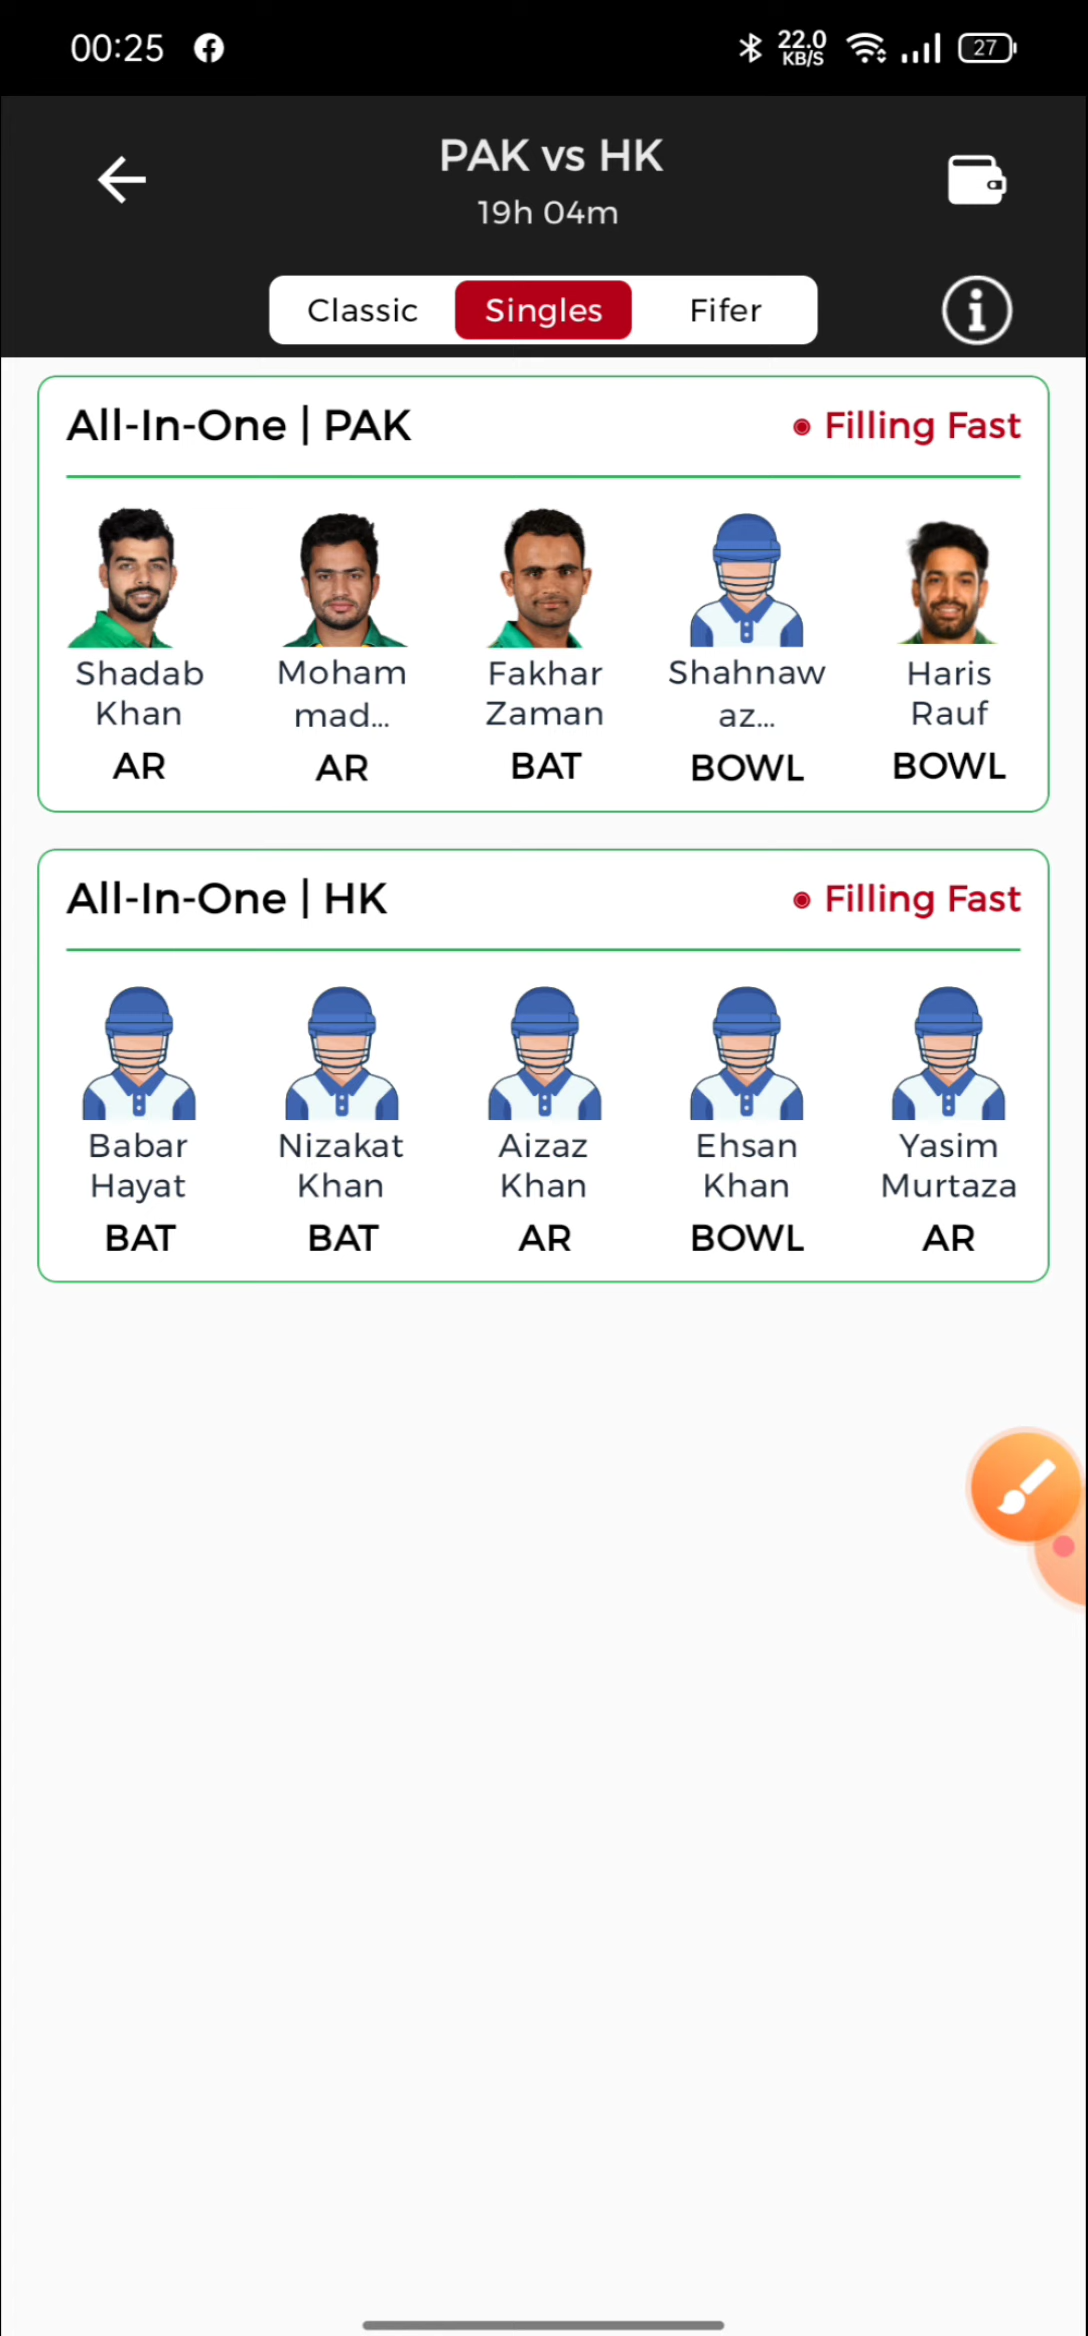 00:25
22.0
KB/S
27
PAK vs HK
19h 04m
Classic
Singles
Fifer
All-In-One | PAK
Filling Fast
Shadab
Khan
AR
Moham
mad...
AR
Fakhar
Zaman
BAT
Shahnaw
az...
BOWL
Haris
Rauf
BOWL
All-In-One | HK
Filling Fast
Babar
Hayat
BAT
Nizakat
Khan
BAT
Aizaz
Khan
AR
Ehsan
Khan
BOWL
Yasim
Murtaza
AR